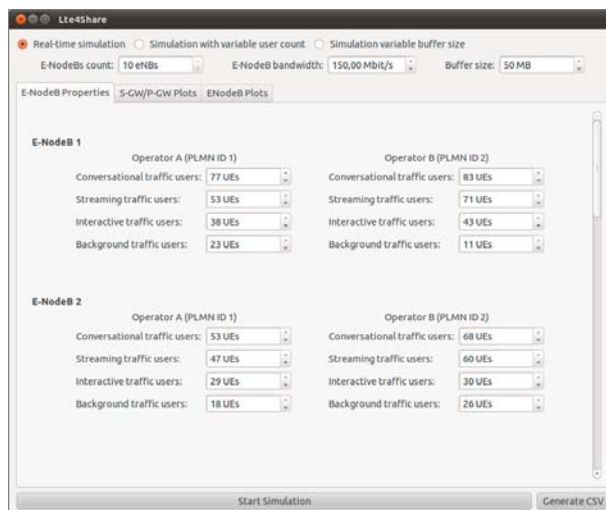 Lte4Share
Real-time simulation Simulation with variable user count Simulation variable buffer size
E-NodeBs count: 10 eNBs E-NodeB bandwidth: 150,00 Mbit/s Buffer size: 50 MB
E-NodeB Properties S-GW/P-GW Plots ENodeB Plots
E-NodeB 1
Operator A (PLMN ID 1) Operator B (PLMN ID 2)
Conversational traffic users: 77 UEs Conversational traffic users: 83 UEs
Streaming traffic users: 53 UEs Streaming traffic users: 71 UEs
Interactive traffic users: 38 UEs Interactive traffic users: 43 UEs
Background traffic users: 23 UEs Background traffic users: 11 UEs
E-NodeB 2
Operator A (PLMN ID 1) Operator B (PLMN ID 2)
Conversational traffic users: 53 UEs Conversational traffic users: 68 UEs
Streaming traffic users: 47 UEs Streaming traffic users: 60 UEs
Interactive traffic users: 29 UEs Interactive traffic users: 30 UEs
Background traffic users: 18 UEs Background traffic users: 26 UEs
Start Simulation Generate CSV